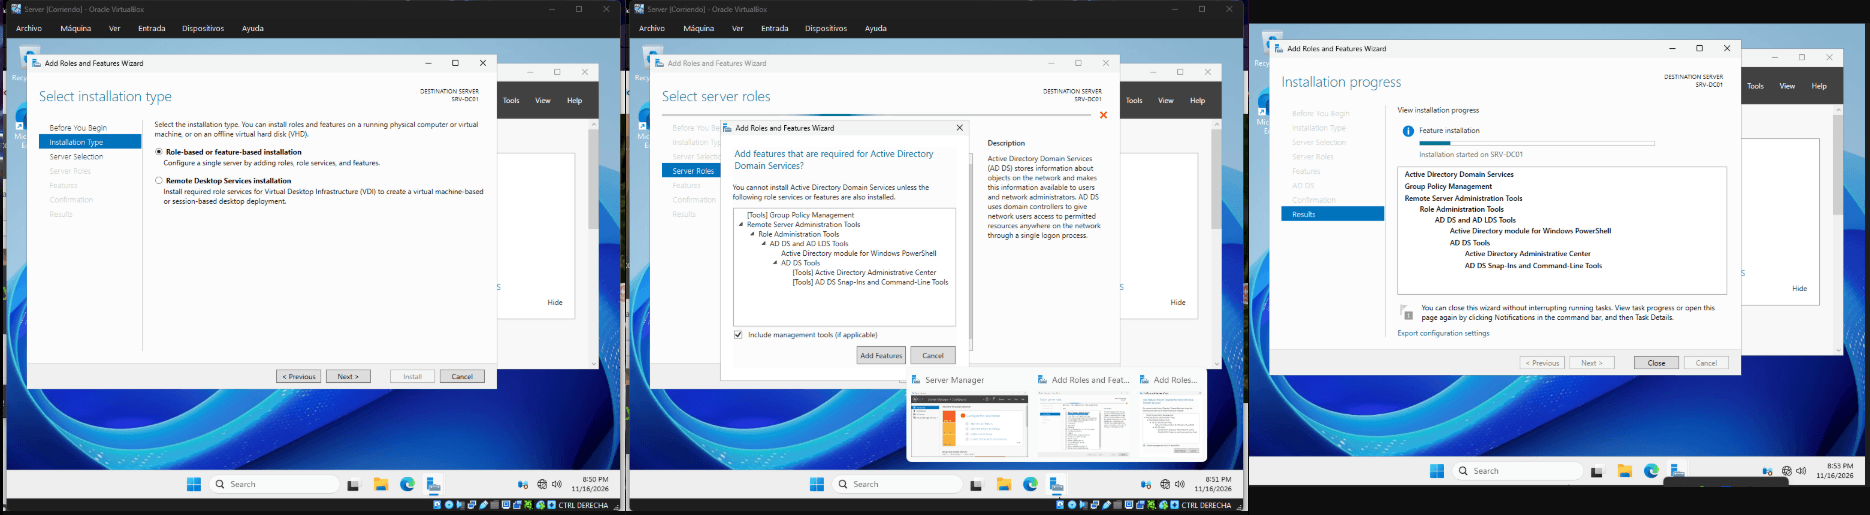 Server [Corriendo] - Oracle VirtualBox
Archivo Máquina Ver Entrada Dispositivos Ayuda
Add Roles and Features Wizard
Select installation type
DESTINATION SERVER
SRV-DC01
Before You Begin
Installation Type
Server Selection
Server Roles
Features
Confirmation
Results
Select the installation type. You can install roles and features on a running physical computer or virtual
machine, or on an offline virtual hard disk (VHD).
Role-based or feature-based installation
Configure a single server by adding roles, role services, and features.
Remote Desktop Services installation
Install required role services for Virtual Desktop Infrastructure (VDI) to create a virtual machine-based
or session-based desktop deployment.
< Previous Next > Install Cancel
Tools View Help
Hide
Search
8:50 PM
11/16/2026
CTRL DERECHA
Server [Corriendo] - Oracle VirtualBox
Archivo Máquina Ver Entrada Dispositivos Ayuda
Add Roles and Features Wizard
Select server roles
DESTINATION SERVER
SRV-DC01
Before You
Installation
Server Selectio
Server Roles
Features
Confirmation
Results
Add Roles and Features Wizard
Add features that are required for Active Directory
Domain Services?
You cannot install Active Directory Domain Services unless the
following role services or features are also installed.
[Tools] Group Policy Management
Remote Server Administration Tools
Role Administration Tools
AD DS and AD LDS Tools
Active Directory module for Windows PowerShell
AD DS Tools
[Tools] Active Directory Administrative Center
[Tools] AD DS Snap-Ins and Command-Line Tools
Include management tools (if applicable)
Add Features Cancel
Description
Active Directory Domain Services
(AD DS) stores information about
objects on the network and makes
this information available to users
and network administrators. AD DS
uses domain controllers to give
network users access to permitted
resources anywhere on the network
through a single logon process.
Tools View Help
Hide
Server Manager
Add Roles and Feat...
Add Roles...
Search
8:51 PM
11/16/2026
CTRL DERECHA
Add Roles and Features Wizard
Installation progress
DESTINATION SERVER
SRV-DC01
Before You Begin
Installation Type
Server Selection
Server Roles
Features
AD DS
Confirmation
Results
View installation progress
Feature installation
Installation started on SRV-DC01
Active Directory Domain Services
Group Policy Management
Remote Server Administration Tools
Role Administration Tools
AD DS and AD LDS Tools
Active Directory module for Windows PowerShell
AD DS Tools
Active Directory Administrative Center
AD DS Snap-Ins and Command-Line Tools
You can close this wizard without interrupting running tasks. View task progress or open this
page again by clicking Notifications in the command bar, and then Task Details.
Export configuration settings
< Previous Next > Close Cancel
Tools View Help
Hide
Search
8:53 PM
11/16/2026